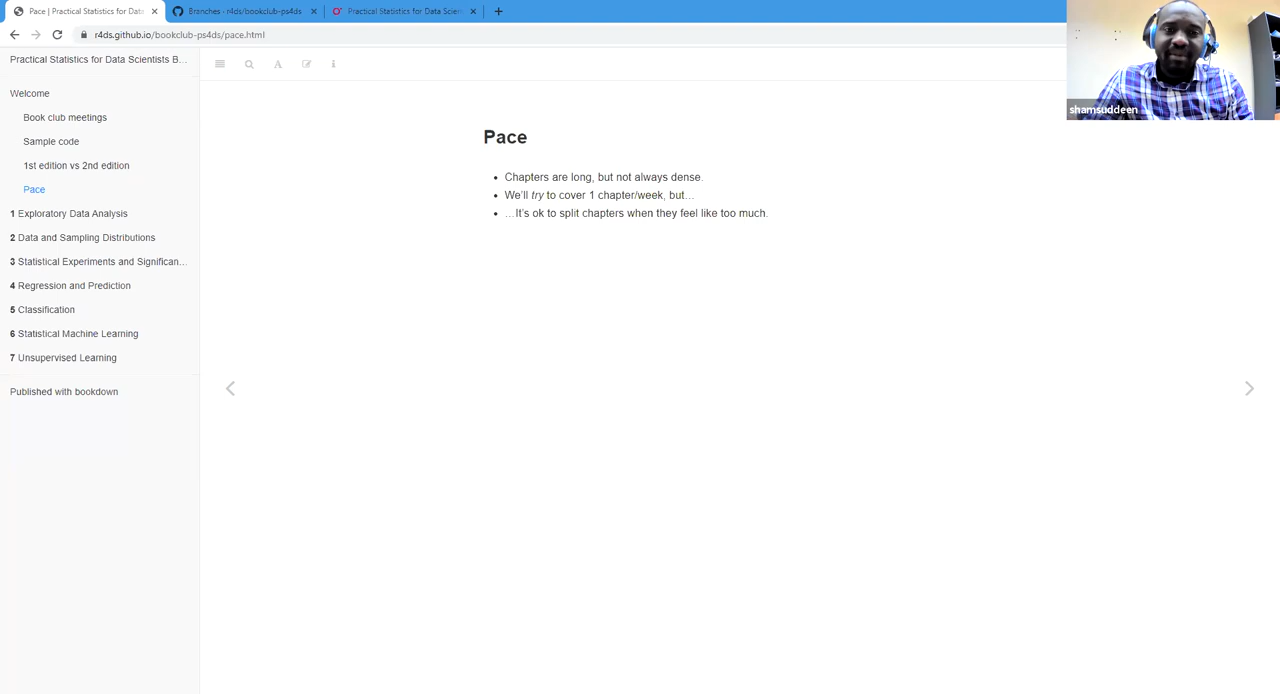 Pace | Practical Statistics for Data
Branches · r4ds/bookclub-ps4ds
Practical Statistics for Data Scien
r4ds.github.io/bookclub-ps4ds/pace.html
Practical Statistics for Data Scientists B...
Welcome
Book club meetings
Sample code
1st edition vs 2nd edition
Pace
1 Exploratory Data Analysis
2 Data and Sampling Distributions
3 Statistical Experiments and Significan...
4 Regression and Prediction
5 Classification
6 Statistical Machine Learning
7 Unsupervised Learning
Published with bookdown
Pace
• Chapters are long, but not always dense.
• We'll try to cover 1 chapter/week, but…
• …It's ok to split chapters when they feel like too much.
shamsuddeen